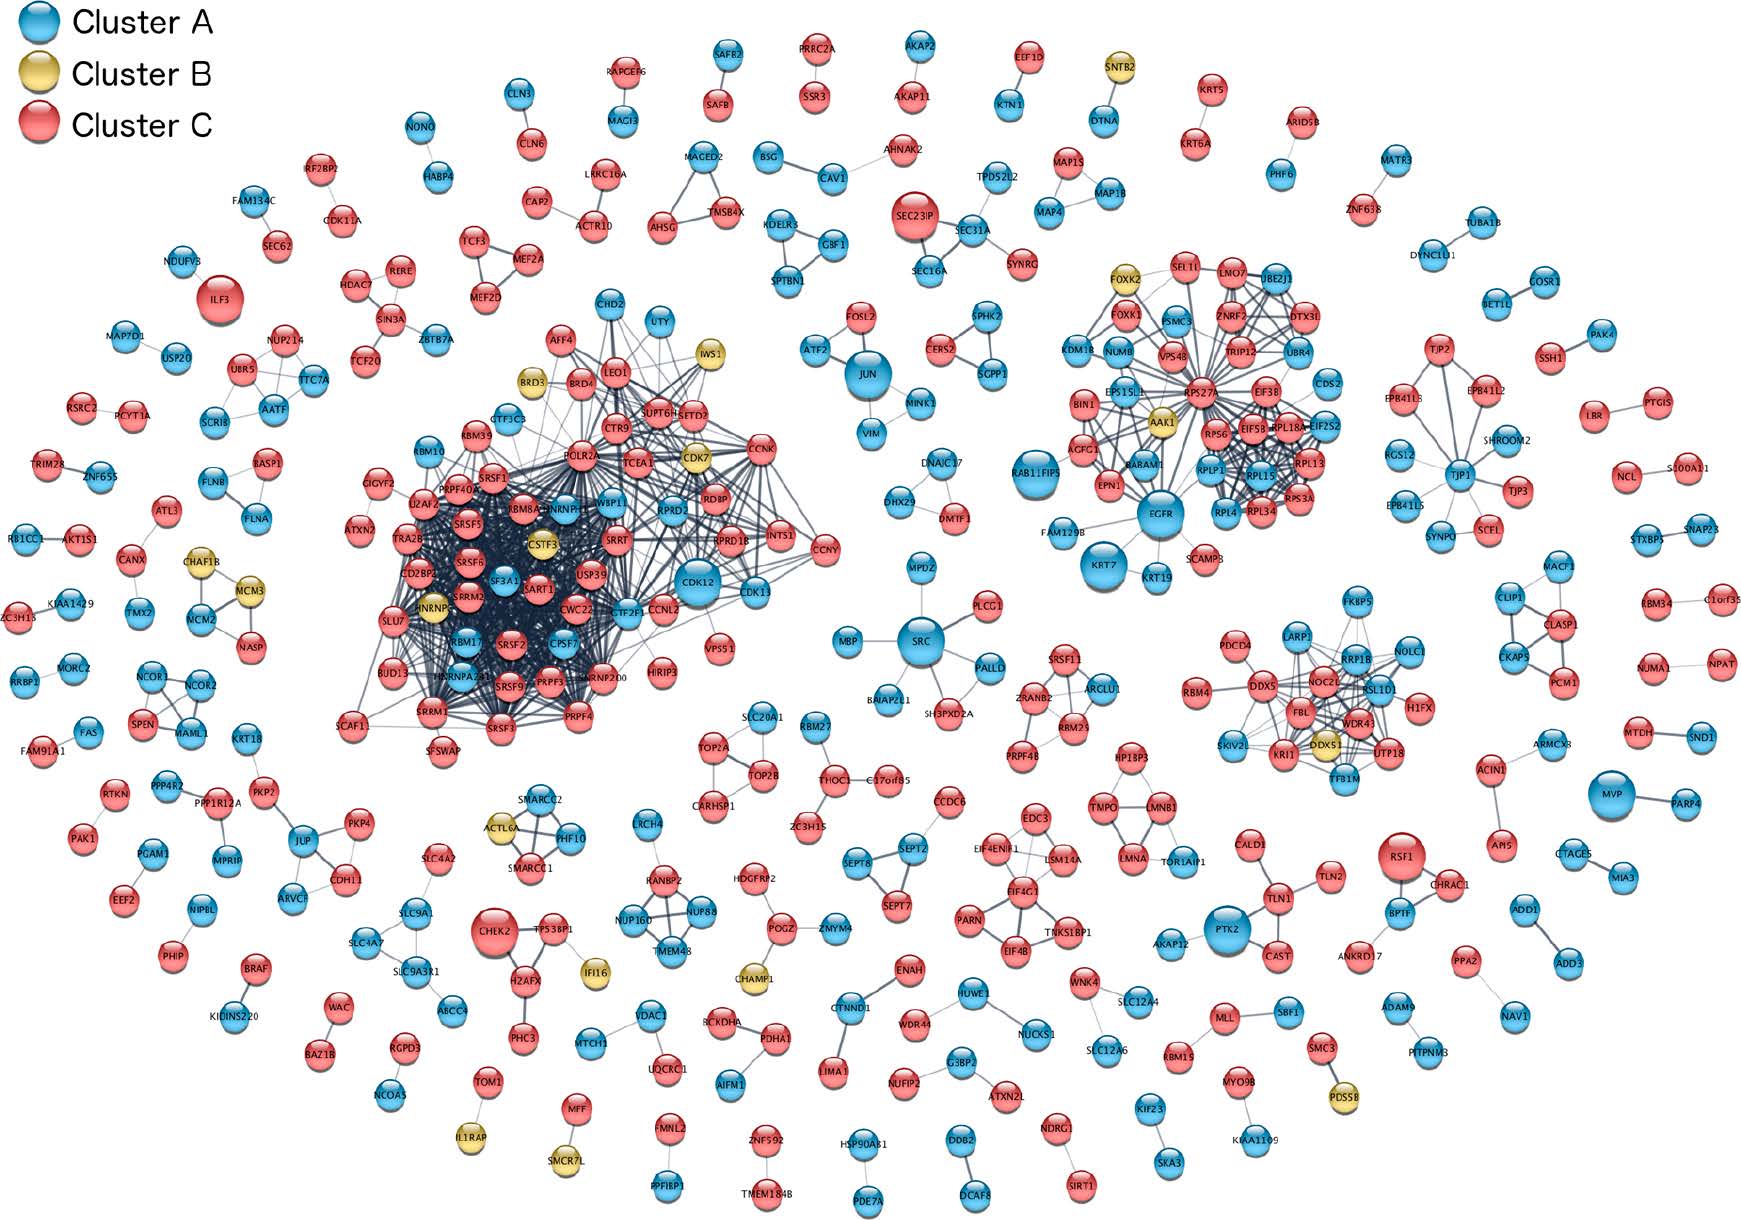 Cluster A
Cluster B
Cluster C
SAFB2
PRRC2A
AKAP2
EEF1D
SNTB2
RAPGEF6
CLN3
KRT5
SAFB
SSR3
AKAP11
KTN1
DTNA
MAGI3
ARID5B
NONO
CLN6
KRT6A
HABP4
MAGED2
BSG
AHNAK2
CAV1
TPD52L2
MAP1S
MAP1B
MAP4
PHF6
MATR3
ZNF638
IRF2BP2
CDK11A
FAM134C
SEC62
LRRC16A
CAP2
ACTR10
AHSG
TMSB4X
KDELR3
GBF1
SPTBN1
SEC23IP
SEC31A
SEC16A
SYNRG
TUBA1B
DYNC1LI1
NDUFV3
ILF3
TCF3
MEF2A
MEF2D
RERE
HDAC7
SIN3A
ZBTB7A
TCF20
GOSR1
BET1L
FOXK2
SEL1L
LMO7
UBE2J1
FOXK1
PSMC3
ZNRF2
DTX3L
KDM1B
NUMB
VPS4B
TRIP12
UBR4
EPS15L1
RPS27A
EIF3B
CDS2
BIN1
AAK1
RPS6
EIF5B
RPL18A
EIF2S2
AGFG1
BABAM1
RPLP1
RPL15
RPL13
RAB11FIP5
EPN1
EGFR
RPL4
RPL34
RPS3A
FAM129B
KRT7
KRT19
SCAMP3
MAP7D1
USP20
NUP214
UBR5
TTC7A
AATF
SCRIB
CHD2
UTY
AFF4
IWS1
LEO1
BRD3
BRD4
GTF3C3
SUPT6H
SETD2
CTR9
RBM39
RBM10
POLR2A
TCEA1
CDK7
CCNK
FOSL2
ATF2
JUN
MINK1
VIM
SPHK2
CERS2
SGPP1
PAK4
SSH1
TJP2
EPB41L3
EPB41L2
SHROOM2
RGS12
TJP1
TJP3
EPB41L5
SYNPO
SCEL
PTGIS
LBR
RSRC2
PCYT1A
TRIM28
ZNF655
BASP1
FLNB
FLNA
GIGYF2
ATXN2
SRSF1
PRPF40A
U2AF2
RBM8A
HNRNPH1
WBP11
RPRD2
RDBP
SRSF5
TRA2B
CSTF3
SRRT
RPRD1B
INTS1
CCNY
SRSF6
CD2BP2
SF3A1
USP39
CDK12
CDK13
SRRM2
SART1
HNRNPC
CWC22
GTF2F1
CCNL2
SLU7
RBM17
SRSF2
CPSF7
VPS51
BUD13
HNRNPA2B1
SRSF9
PRPF3
SNRNP200
HIRIP3
SCAF11
SRRM1
SRSF3
PRPF4
SFSWAP
DNAJC17
DHX29
DMTF1
NCL
S100A11
SNAP23
STXBP5
ATL3
CANX
TMX2
RB1CC1
AKT1S1
CHAF1B
MCM3
MCM2
NASP
KIAA1429
ZC3H13
MPDZ
PLCG1
MBP
SRC
PALLD
BAIAP2L1
SH3PXD2A
FKBP5
LARP1
RRP1B
NOLC1
PDCD4
RBM4
DDX5
NOC2L
RSL1D1
H1FX
FBL
WDR43
SKIV2L
KRI1
DDX51
UTP18
TFB1M
MACF1
CLIP1
CLASP1
CKAP5
PCM1
C1orf35
RBM34
NUMA1
NPAT
MORC2
RRBP1
NCOR1
NCOR2
SPEN
MAML1
FAS
FAM91A1
KRT18
PKP2
JUP
PKP4
CDH11
ARVCF
SRSF11
ZRANB2
ARGLU1
RBM25
PRPF4B
MTDH
SND1
ARMCX3
ACIN1
API5
MVP
PARP4
SLC20A1
TOP2A
TOP2B
CARHSP1
RBM27
THOC1
C17orf85
ZC3H15
HP1BP3
TMPO
LMNB1
LMNA
TOR1AIP1
RTKN
PAK1
PPP4R2
PPP1R12A
MPRIP
PGAM1
EEF2
SMARCC2
ACTL6A
PHF10
SMARCC1
LRCH4
RANBP2
NUP160
NUP88
TMEM48
CCDC6
SEPT8
SEPT2
SEPT7
EDC3
EIF4ENIF1
LSM14A
EIF4G1
PARN
TNKS1BP1
EIF4B
CALD1
TLN2
TLN1
PTK2
AKAP12
CAST
RSF1
CHRAC1
BPTF
ANKRD17
CTAGE5
MIA3
SLC4A2
SLC9A1
SLC4A7
SLC9A3R1
ABCC4
NIPBL
PHIP
CHEK2
TP53BP1
IFI16
H2AFX
PHC3
HDGFRP2
POGZ
ZMYM4
CHAMP1
ADD1
ADD3
BRAF
KIDINS220
WAC
BAZ1B
ENAH
CTNND1
LIMA1
HUWE1
WDR44
NUCKS1
WNK4
SLC12A4
SLC12A6
PPA2
NAV1
VDAC1
MTCH1
UQCRC1
BCKDHA
PDHA1
AIFM1
MLL
SBF1
RBM15
ADAM9
PITPNM3
RGPD3
NCOA5
G3BP2
NUFIP2
ATXN2L
SMC3
PDS5B
TOM1
IL1RAP
MYO9B
KIAA1109
MFF
SMCR7L
FMNL2
PPFIBP1
ZNF592
TMEM184B
HSP90AB1
PDE7A
DDB2
DCAF8
NDRG1
SIRT1
KIF23
SKA3